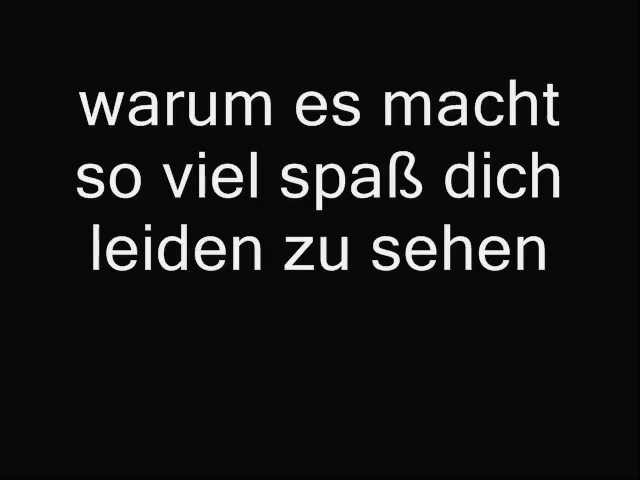 warum es macht
so viel spaß dich
leiden zu sehen